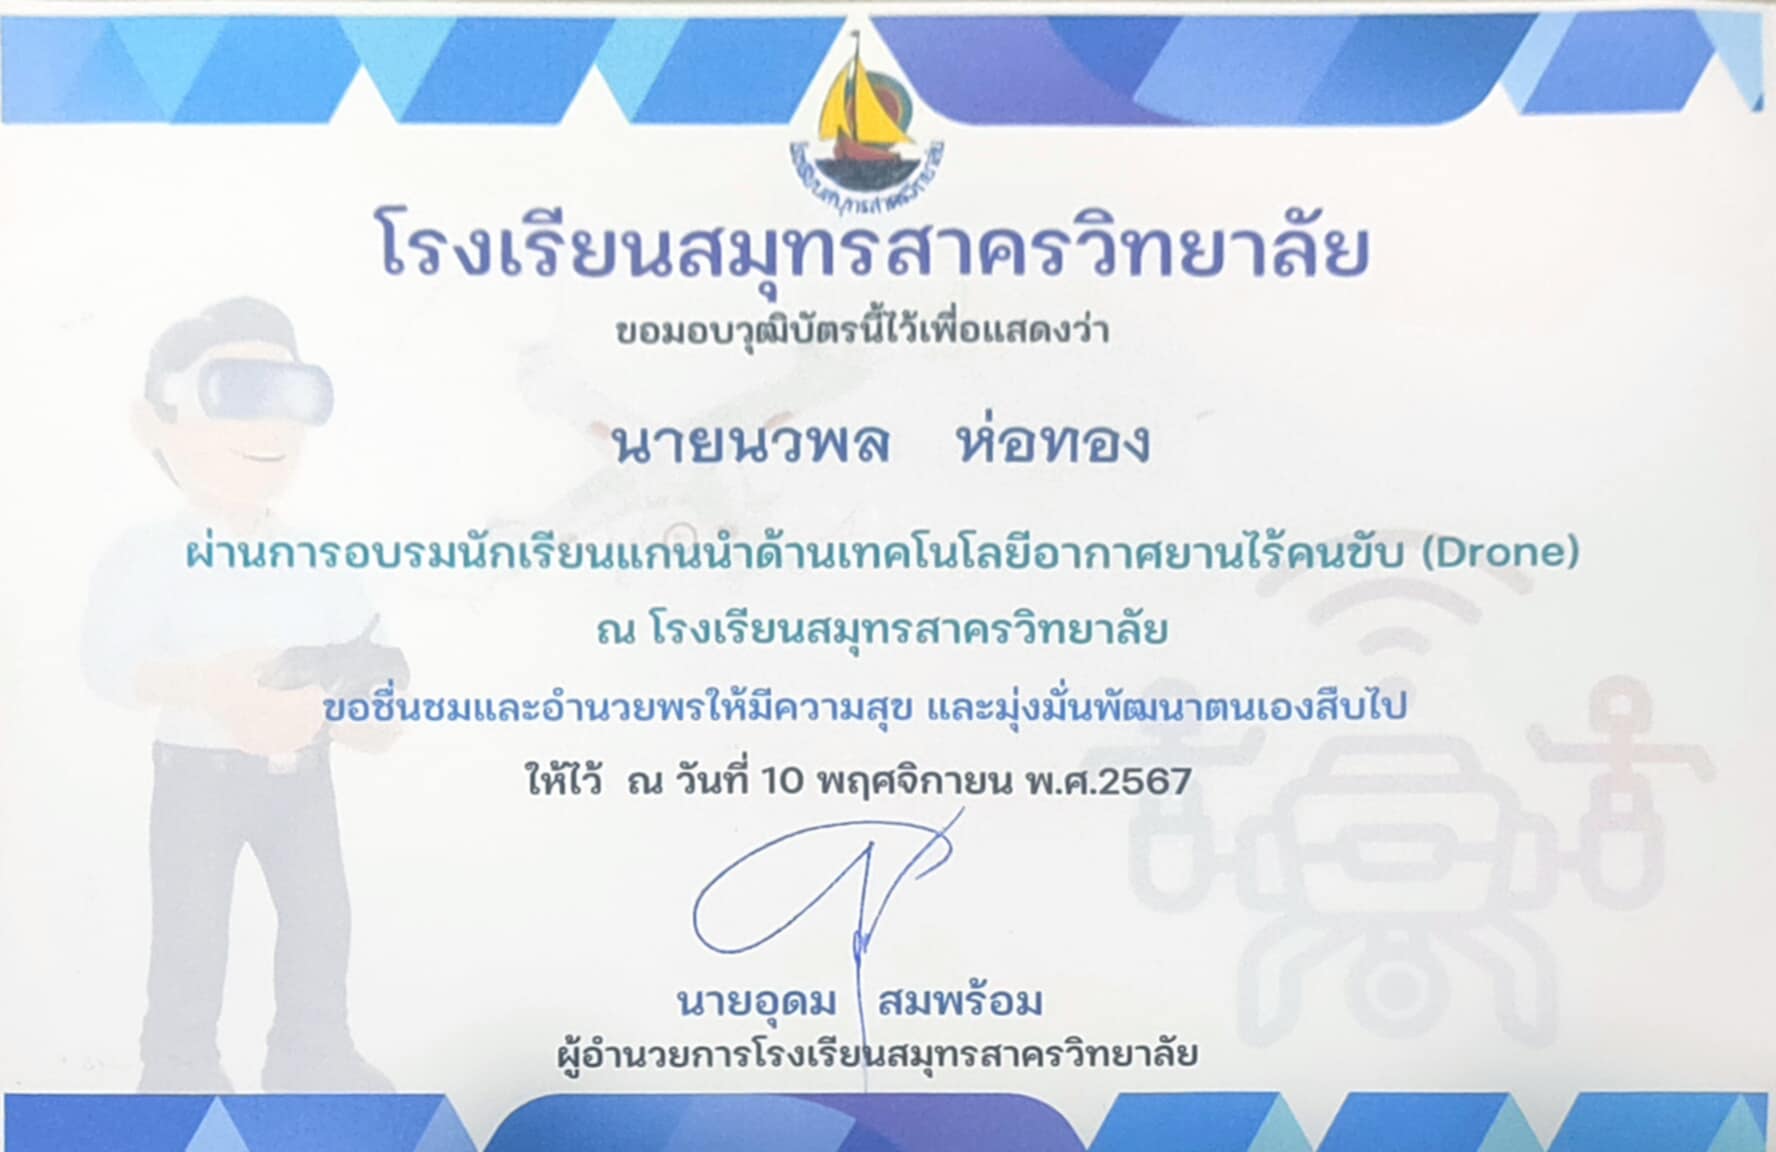 โรงเรียนสมุทรสาครวิทยาลัย
โรงเรียนสมุทรสาครวิทยาลัย
ขอมอบวุฒิบัตรนี้ไว้เพื่อแสดงว่า
นายนวพล ห่อทอง
ผ่านการอบรมนักเรียนแกนนำด้านเทคโนโลยีอากาศยานไร้คนขับ (Drone)
ณ โรงเรียนสมุทรสาครวิทยาลัย
ขอชื่นชมและอำนวยพรให้มีความสุข และมุ่งมั่นพัฒนาตนเองสืบไป
ให้ไว้ ณ วันที่ 10 พฤศจิกายน พ.ศ.2567
นายอุดม สมพร้อม
ผู้อำนวยการโรงเรียนสมุทรสาครวิทยาลัย